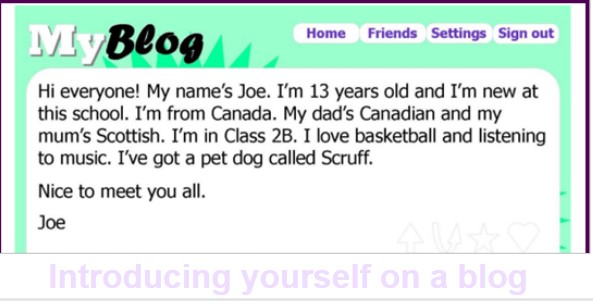 MyBlog
Home Friends Settings Sign out
Hi everyone! My name's Joe. I'm 13 years old and I'm new at
this school. I'm from Canada. My dad's Canadian and my
mum's Scottish. I'm in Class 2B. I love basketball and listening
to music. I've got a pet dog called Scruff.
Nice to meet you all.
Joe
Introducing yourself on a blog